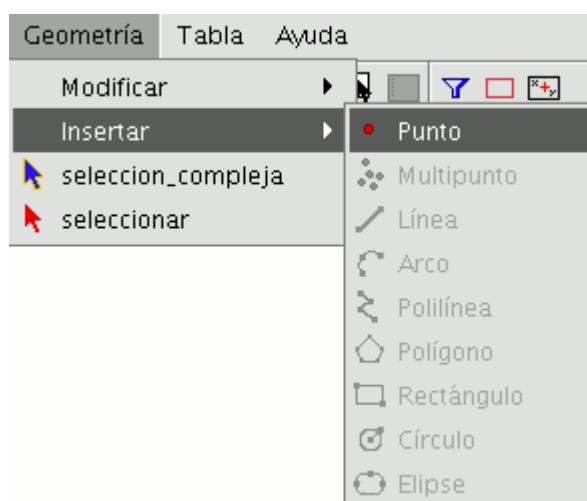 Geometría Tabla Ayuda
Modificar
Insertar
seleccion_compleja
seleccionar
Punto
Multipunto
Línea
Arco
Polilínea
Polígono
Rectángulo
Círculo
Elipse